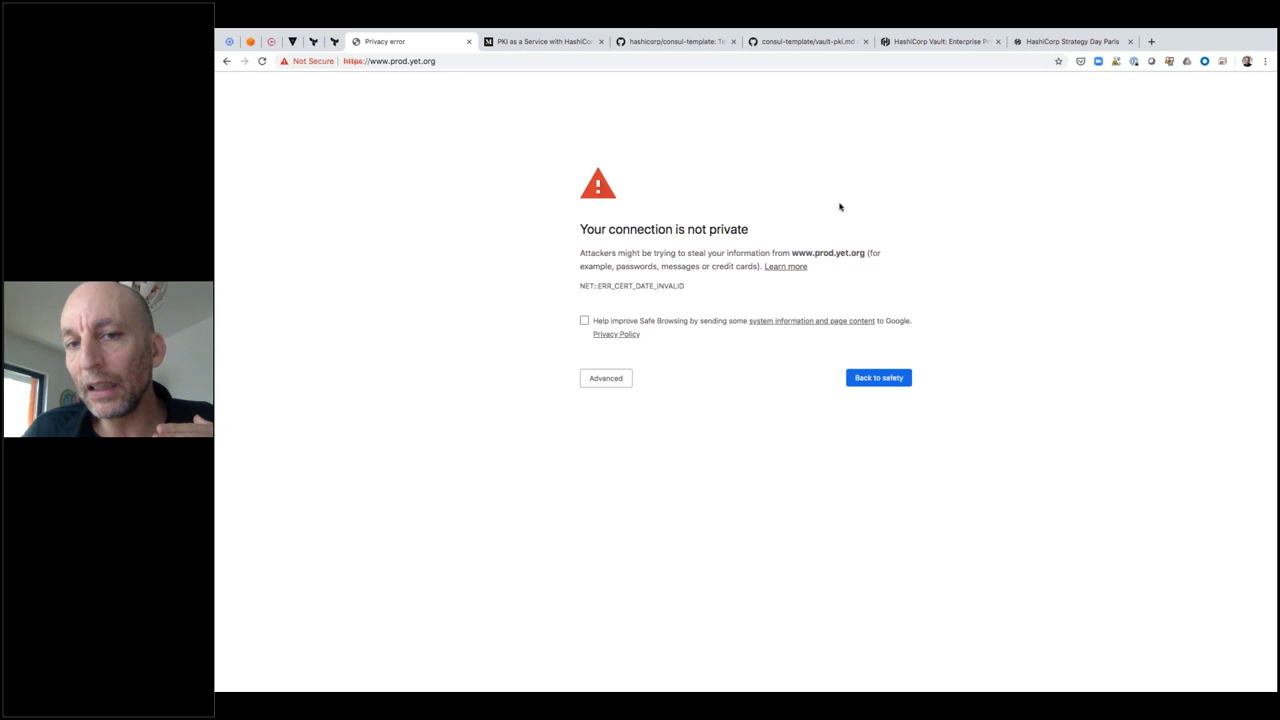 Privacy error
PKI as a Service with HashiCo
hashicorp/consul-template: Te
consul-template/vault-pki.md
HashiCorp Vault: Enterprise P
HashiCorp Strategy Day Paris
Not Secure
https://www.prod.yet.org
Your connection is not private
Attackers might be trying to steal your information from www.prod.yet.org (for
example, passwords, messages or credit cards). Learn more
NET::ERR_CERT_DATE_INVALID
Help improve Safe Browsing by sending some system information and page content to Google.
Privacy Policy
Advanced
Back to safety